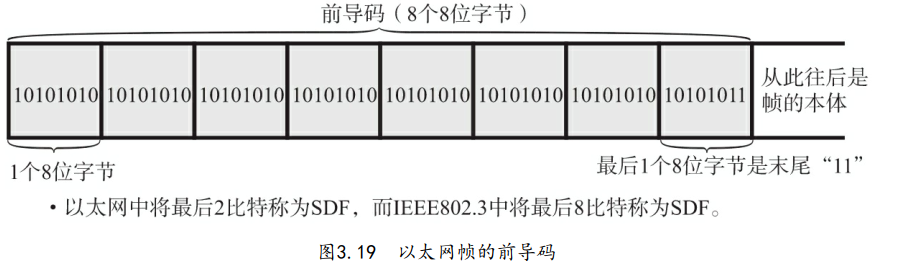 前导码（8个8位字节）
10101010 10101010 10101010 10101010 10101010 10101010 10101010 10101011 从此往后是
帧的本体
1个8位字节 最后1个8位字节是末尾“11”
・以太网中将最后2比特称为SDF，而IEEE802.3中将最后8比特称为SDF。
图3.19 以太网帧的前导码